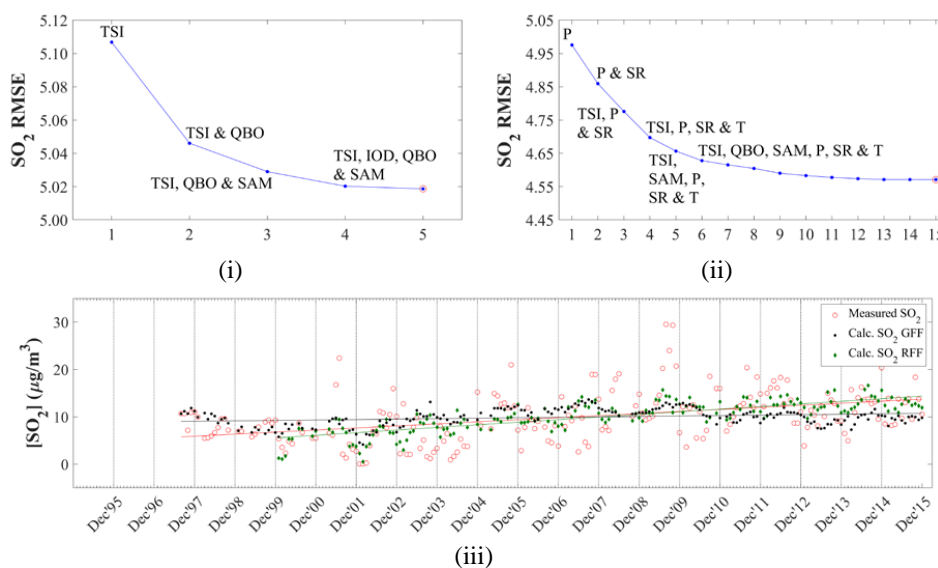 5.12
5.10
5.08
5.06
5.04
5.02
5.00
SO2 RMSE
TSI
TSI & QBO
TSI, QBO & SAM
TSI, IOD, QBO
& SAM
1 2 3 4 5
(i)
5.05
4.95
4.85
4.75
4.65
4.55
4.45
SO2 RMSE
P
P & SR
TSI, P
& SR
TSI, P, SR & T
TSI,
SAM, P,
SR & T
TSI, QBO, SAM, P, SR & T
1 2 3 4 5 6 7 8 9 10 11 12 13 14 15
(ii)
30
20
10
0
[SO2] (μg/m3)
Measured SO2
Calc. SO2 GFF
Calc. SO2 RFF
Dec'95 Dec'96 Dec'97 Dec'98 Dec'99 Dec'00 Dec'01 Dec'02 Dec'03 Dec'04 Dec'05 Dec'06 Dec'07 Dec'08 Dec'09 Dec'10 Dec'11 Dec'12 Dec'13 Dec'14 Dec'15
(iii)